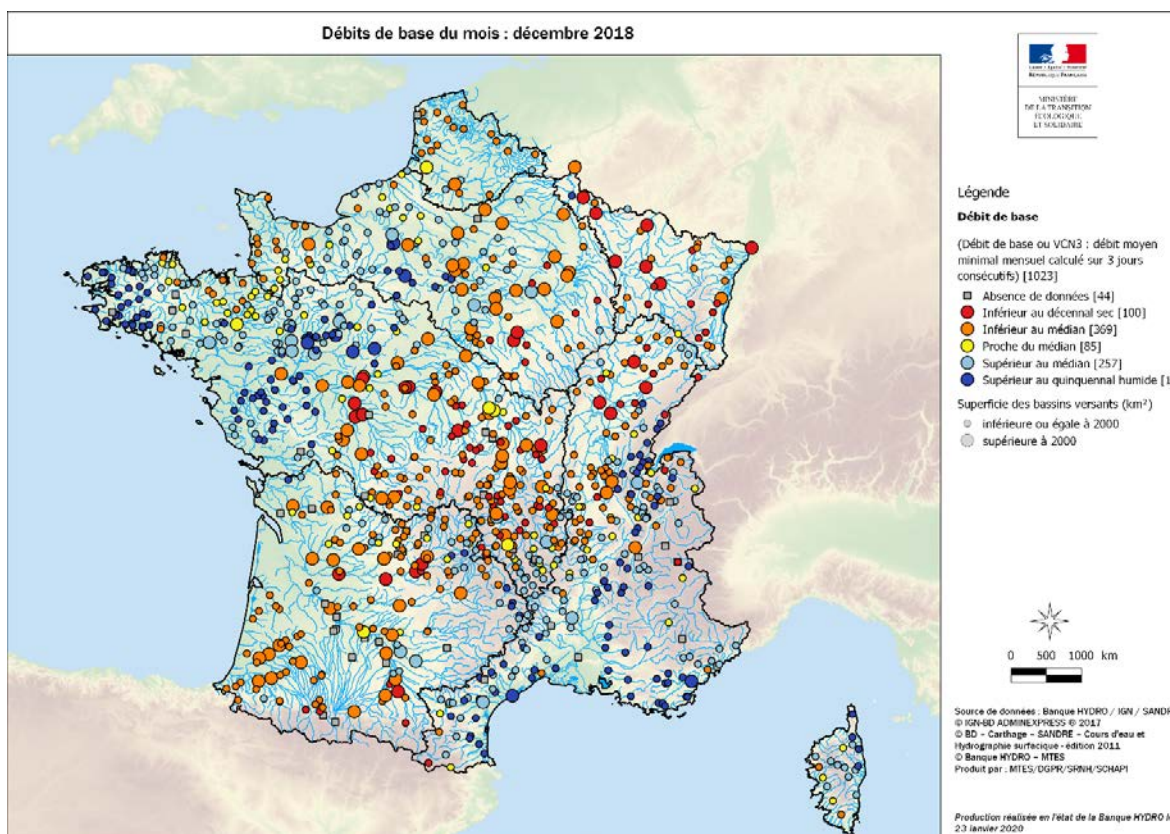 Débits de base du mois : décembre 2018
RÉPUBLIQUE FRANÇAISE
MINISTÈRE
DE LA TRANSITION
ÉCOLOGIQUE
ET SOLIDAIRE
Légende
Débit de base
(Débit de base ou VCN3 : débit moyen
minimal mensuel calculé sur 3 jours
consécutifs) [1023]
Absence de données [44]
Inférieur au décennal sec [100]
Inférieur au médian [369]
Proche du médian [85]
Supérieur au médian [257]
Supérieur au quinquennal humide [1
Superficie des bassins versants (km²)
inférieure ou égale à 2000
supérieure à 2000
0 500 1000 km
Source de données : Banque HYDRO / IGN / SANDR
© IGN-BD ADMINEXPRESS © 2017
© BD – Carthage – SANDRE – Cours d'eau et
Hydrographie surfacique - édition 2011
© Banque HYDRO – MTES
Produit par : MTES/DGPR/SRNH/SCHAPI
Production réalisée en l'état de la Banque HYDRO l
23 janvier 2020